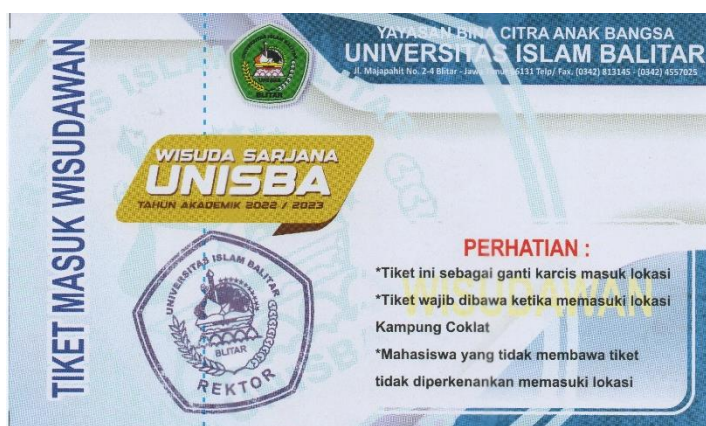 TIKET MASUK WISUDAWAN
YAYASAN BINA CITRA ANAK BANGSA
UNIVERSITAS ISLAM BALITAR
Jl. Majapahit No. 2-4 Blitar - Jawa Timur 66131 Telp/ Fax. (0342) 813145 - (0342) 4557025
BLITAR
WISUDA SARJANA
UNISBA
TAHUN AKADEMIK 2022 / 2023
UNIVERSITAS ISLAM BALITAR
BLITAR
REKTOR
WISUDAWAN
PERHATIAN :
*Tiket ini sebagai ganti karcis masuk lokasi
*Tiket wajib dibawa ketika memasuki lokasi
Kampung Coklat
*Mahasiswa yang tidak membawa tiket
tidak diperkenankan memasuki lokasi